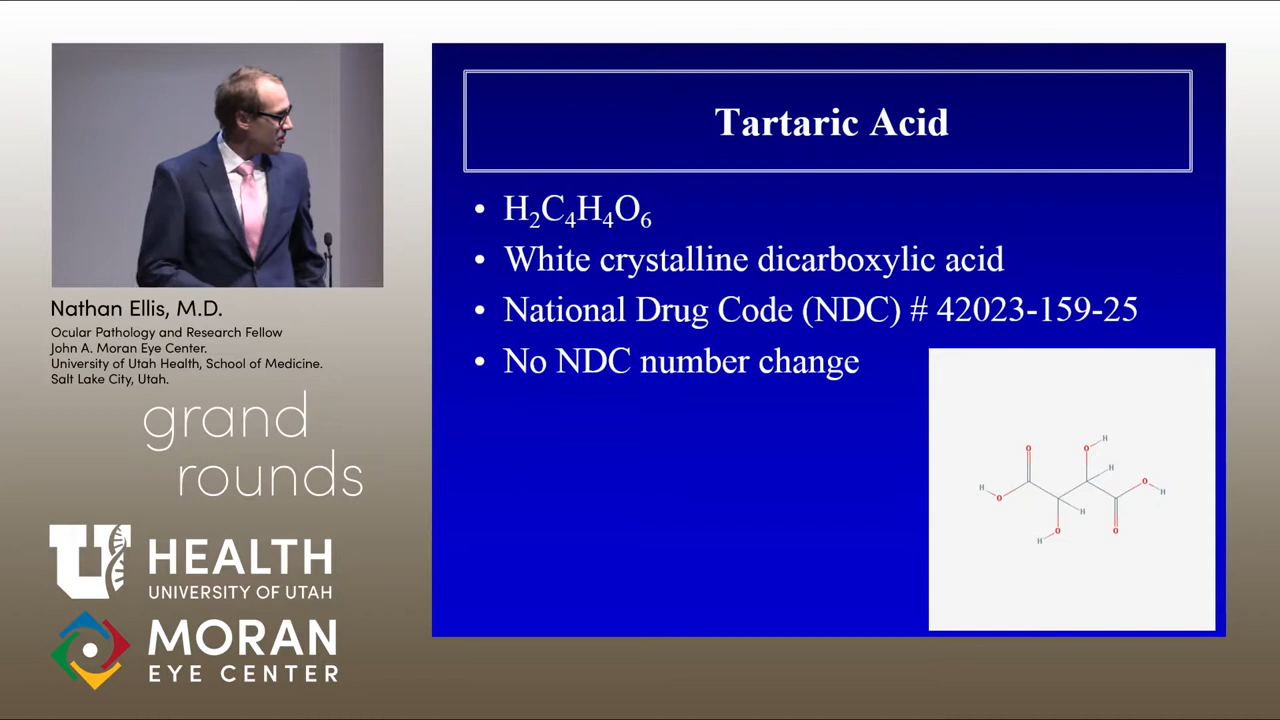 Tartaric Acid
• H₂C₄H₄O₆
• White crystalline dicarboxylic acid
• National Drug Code (NDC) # 42023-159-25
• No NDC number change
O
H
O
H
H
O
O
H
H
O
H
O
Nathan Ellis, M.D.
Ocular Pathology and Research Fellow
John A. Moran Eye Center.
University of Utah Health, School of Medicine.
Salt Lake City, Utah.
grand
rounds
U
HEALTH
UNIVERSITY OF UTAH
MORAN
EYE CENTER